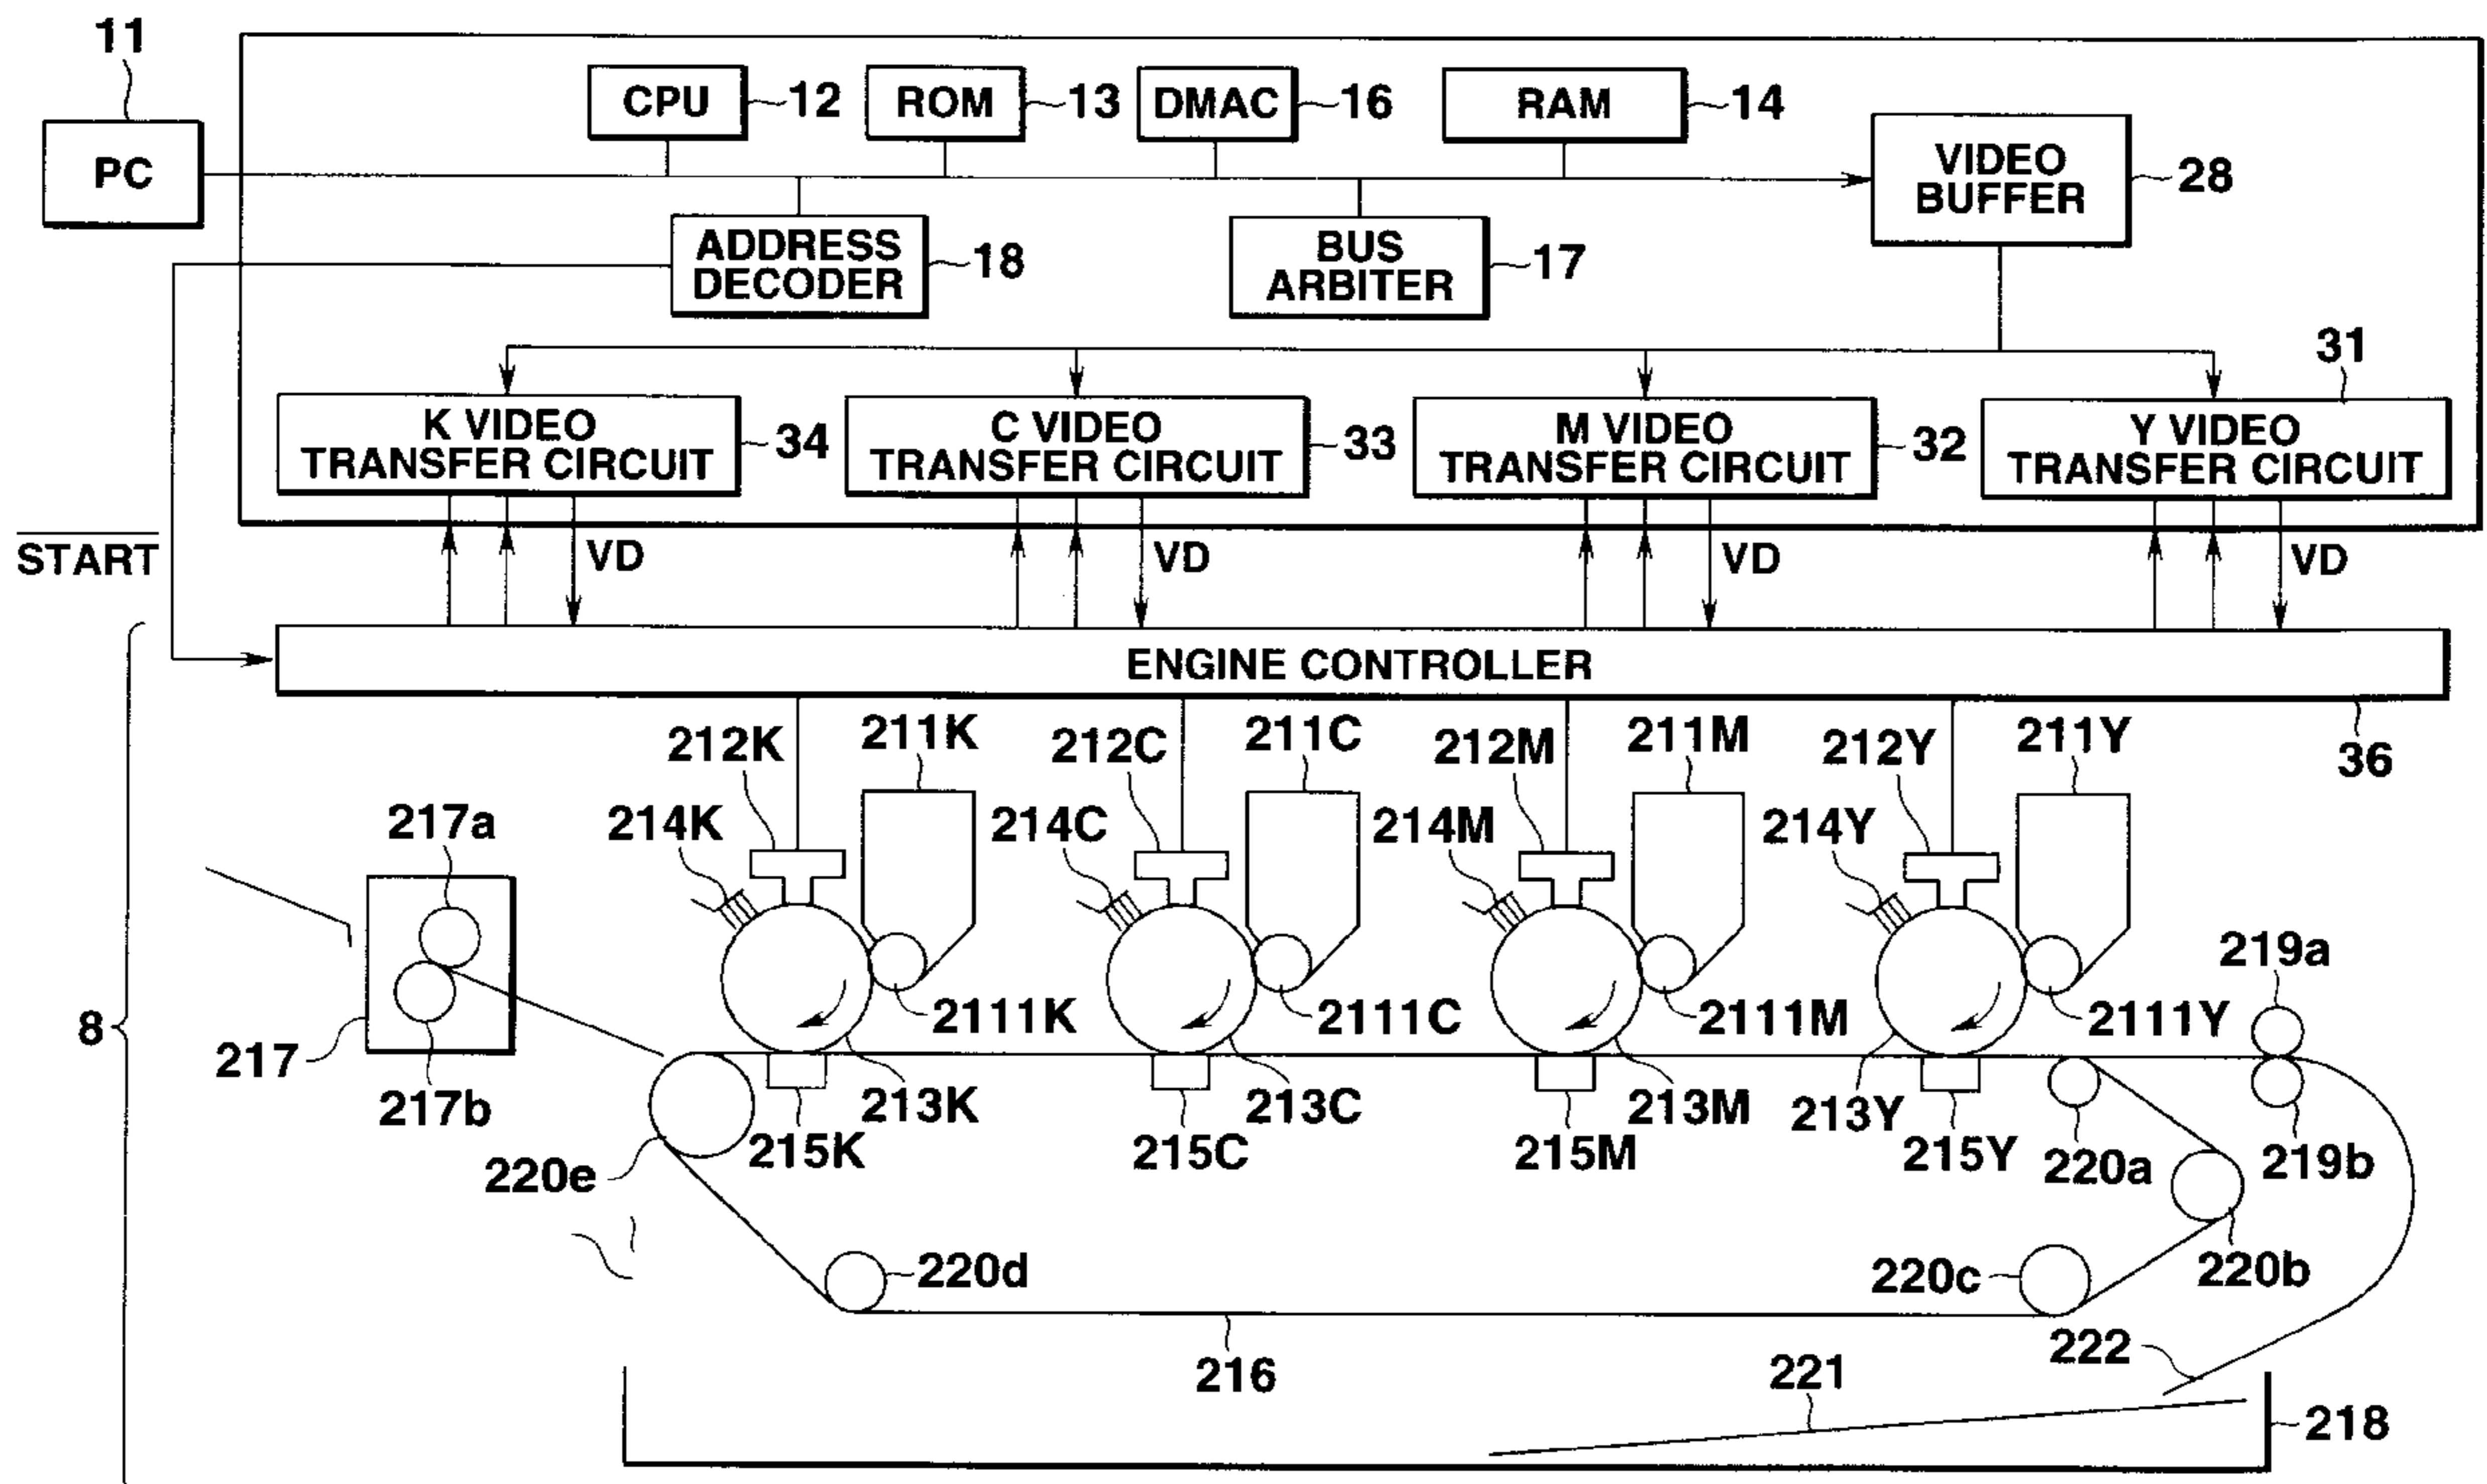 11
CPU 12
ROM 13
DMAC 16
RAM 14
PC
VIDEO
BUFFER
28
ADDRESS
DECODER
18
BUS
ARBITER
17
31
K VIDEO
TRANSFER CIRCUIT
34
C VIDEO
TRANSFER CIRCUIT
33
M VIDEO
TRANSFER CIRCUIT
32
Y VIDEO
TRANSFER CIRCUIT
START
VD
VD
VD
VD
ENGINE CONTROLLER
36
212K
211K
212C
211C
212M
211M
212Y
211Y
217a
214K
214C
214M
214Y
219a
8
2111K
2111C
2111M
2111Y
217
217b
213K
213C
213M
213Y
220e
215K
215C
215M
215Y
220a
219b
220d
220c
220b
216
221
222
218